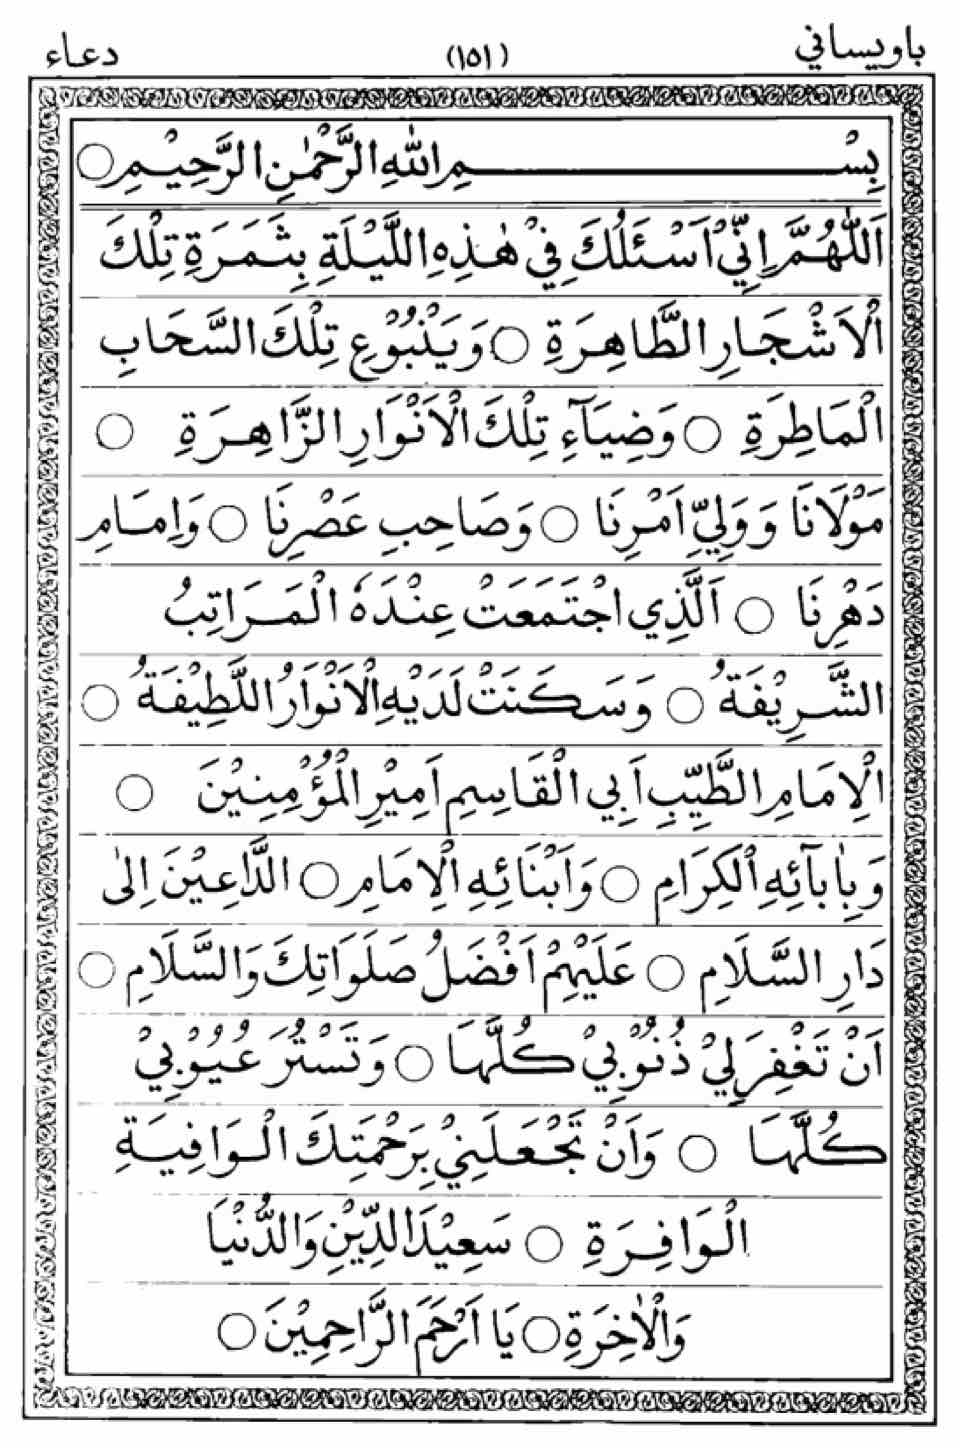 باويساني (١٥١) دعاء
بِسْمِ اللهِ الرَّحْمٰنِ الرَّحِيْمِ ○
اَللّٰهُمَّ اِنِّيْ اَسْئَلُكَ فِيْ هٰذِهِ اللَّيْلَةِ بِثَمَرَةِ تِلْكَ
الْاَشْجَارِ الطَّاهِرَةِ ○ وَيَنْبُوْعِ تِلْكَ السَّحَابِ
الْمَاطِرَةِ ○ وَضِيَآءِ تِلْكَ الْاَنْوَارِ الزَّاهِرَةِ ○
مَوْلَانَا وَوَلِيِّ اَمْرِنَا ○ وَصَاحِبِ عَصْرِنَا ○ وَاِمَامِ
دَهْرِنَا ○ اَلَّذِي اجْتَمَعَتْ عِنْدَهُ الْمَرَاتِبُ
الشَّرِيْفَةُ ○ وَسَكَنَتْ لَدَيْهِ الْاَنْوَارُ اللَّطِيْفَةُ ○
الْاِمَامِ الطَّيِّبِ اَبِي الْقَاسِمِ اَمِيْرِ الْمُؤْمِنِيْنَ ○
وَبِاٰبَآئِهِ الْكِرَامِ ○ وَاَبْنَائِهِ الْاِمَامِ ○ الدَّاعِيْنَ اِلٰى
دَارِ السَّلَامِ ○ عَلَيْهِمْ اَفْضَلُ صَلَوَاتِكَ وَالسَّلَامِ ○
اَنْ تَغْفِرَ لِيْ ذُنُوْبِيْ كُلَّهَا ○ وَتَسْتُرَ عُيُوْبِيْ
كُلَّهَا ○ وَاَنْ تَجْعَلَنِيْ بِرَحْمَتِكَ الْوَافِيَةِ
الْوَافِرَةِ ○ سَعِيْدَ الدِّيْنِ وَالدُّنْيَا
وَالْاٰخِرَةِ ○ يَا اَرْحَمَ الرَّاحِمِيْنَ ○